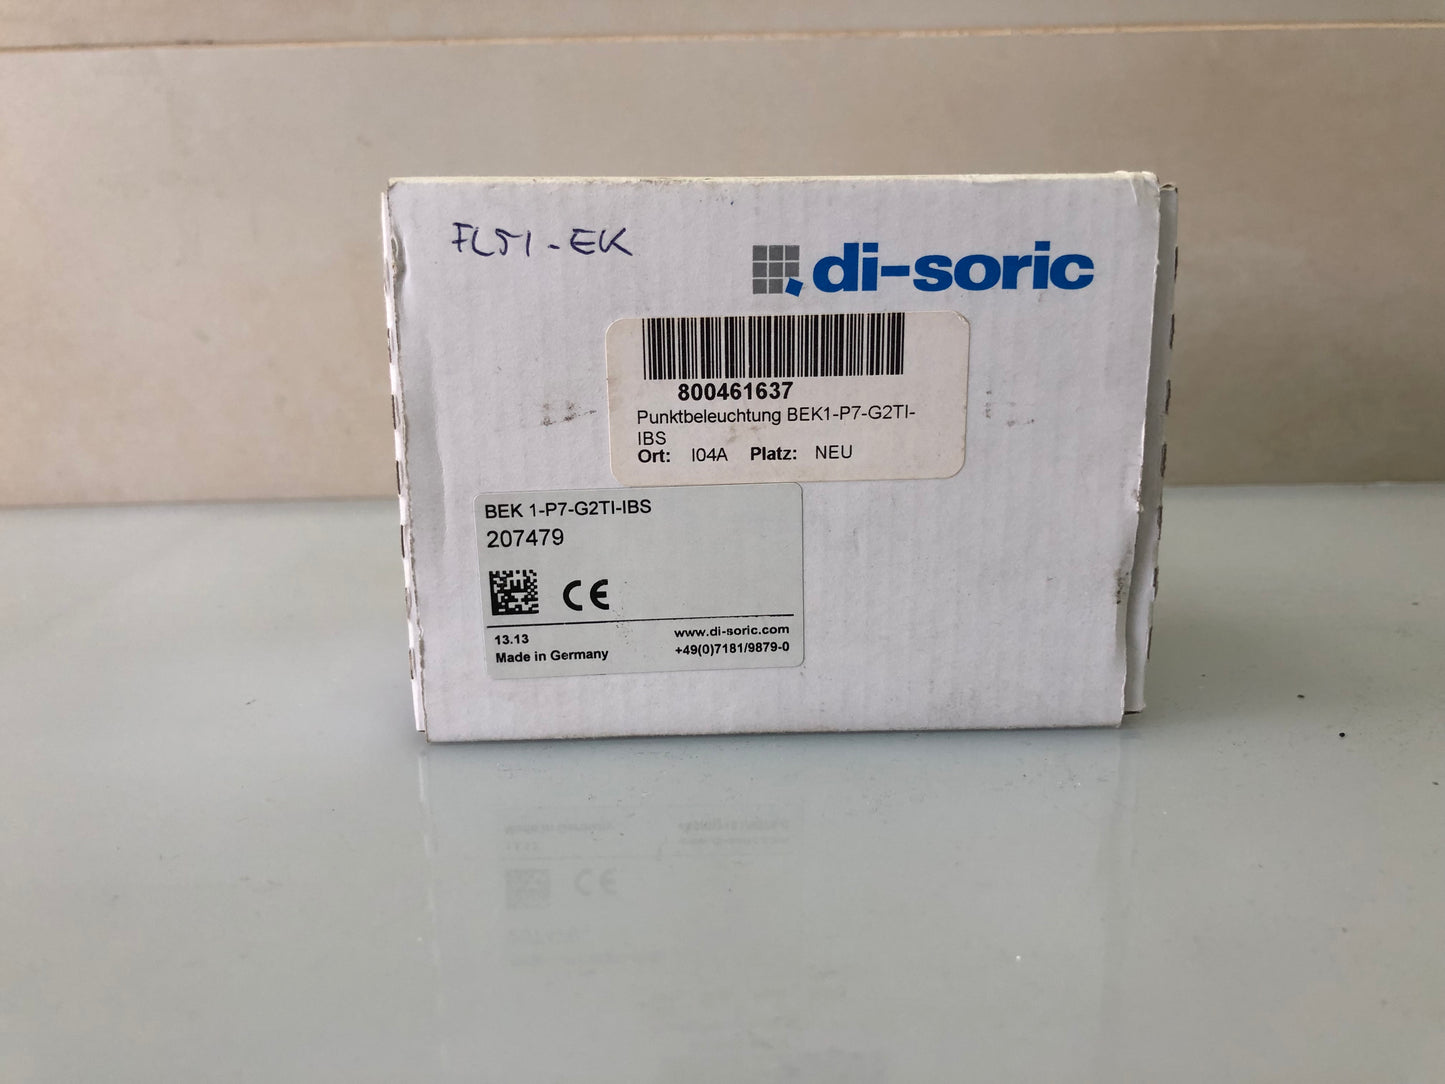 FL51-EK
di-soric
800461637
Punktbeleuchtung BEK1-P7-G2TI-
IBS
Ort: I04A Platz: NEU
BEK 1-P7-G2TI-IBS
207479
CE
13.13 www.di-soric.com
Made in Germany +49(0)7181/9879-0